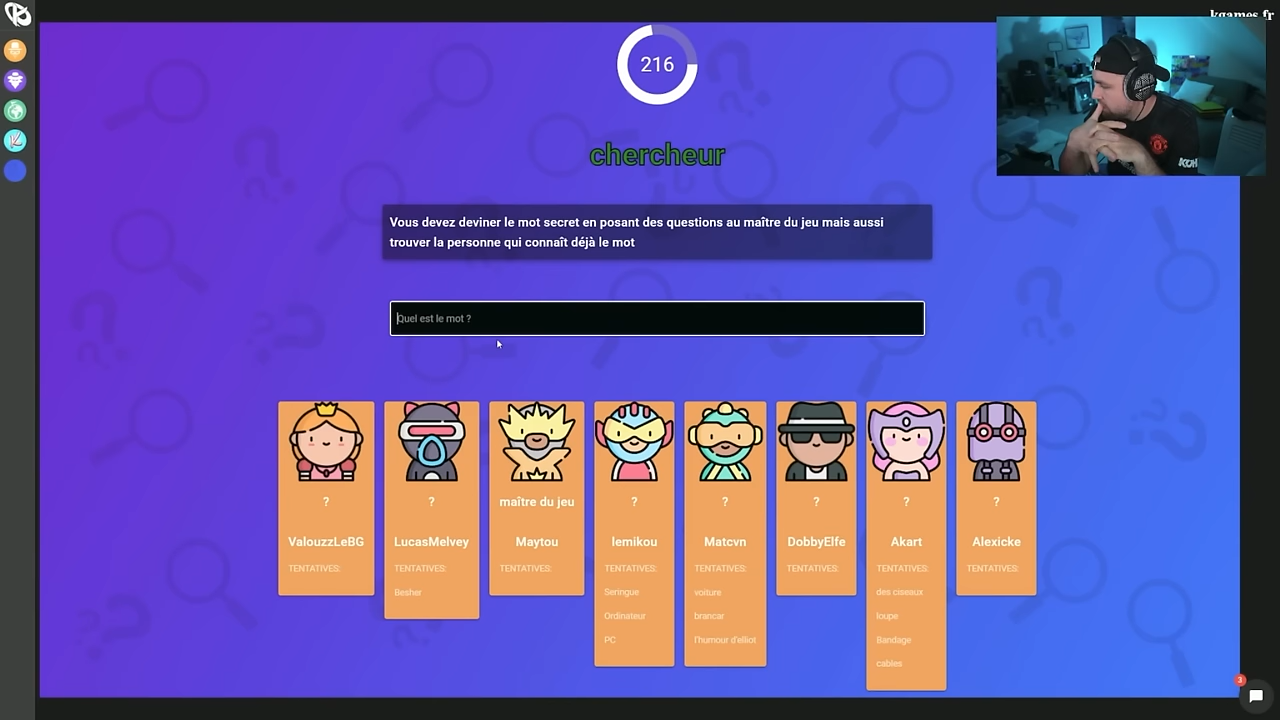 kgames.fr
216
chercheur
Vous devez deviner le mot secret en posant des questions au maître du jeu mais aussi
trouver la personne qui connaît déjà le mot
Quel est le mot ?
? ? maître du jeu ? ? ? ? ?
ValouzzLeBG LucasMelvey Maytou lemikou Matcvn DobbyElfe Akart Alexicke
TENTATIVES: TENTATIVES: TENTATIVES: TENTATIVES: TENTATIVES: TENTATIVES: TENTATIVES: TENTATIVES:
Besher Seringue voiture des ciseaux
Ordinateur brancar loupe
PC l'humour d'elliot Bandage
cables
3